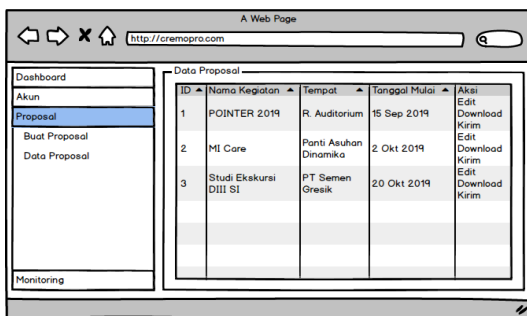 A Web Page
http://cremopro.com
Dashboard
Akun
Proposal
Buat Proposal
Data Proposal
Monitoring
Data Proposal
ID Nama Kegiatan Tempat Tanggal Mulai Aksi
1 POINTER 2019 R. Auditorium 15 Sep 2019 Edit
Download
Kirim
2 MI Care Panti Asuhan
Dinamika 2 Okt 2019 Edit
Download
Kirim
3 Studi Ekskursi
DIII SI PT Semen
Gresik 20 Okt 2019 Edit
Download
Kirim